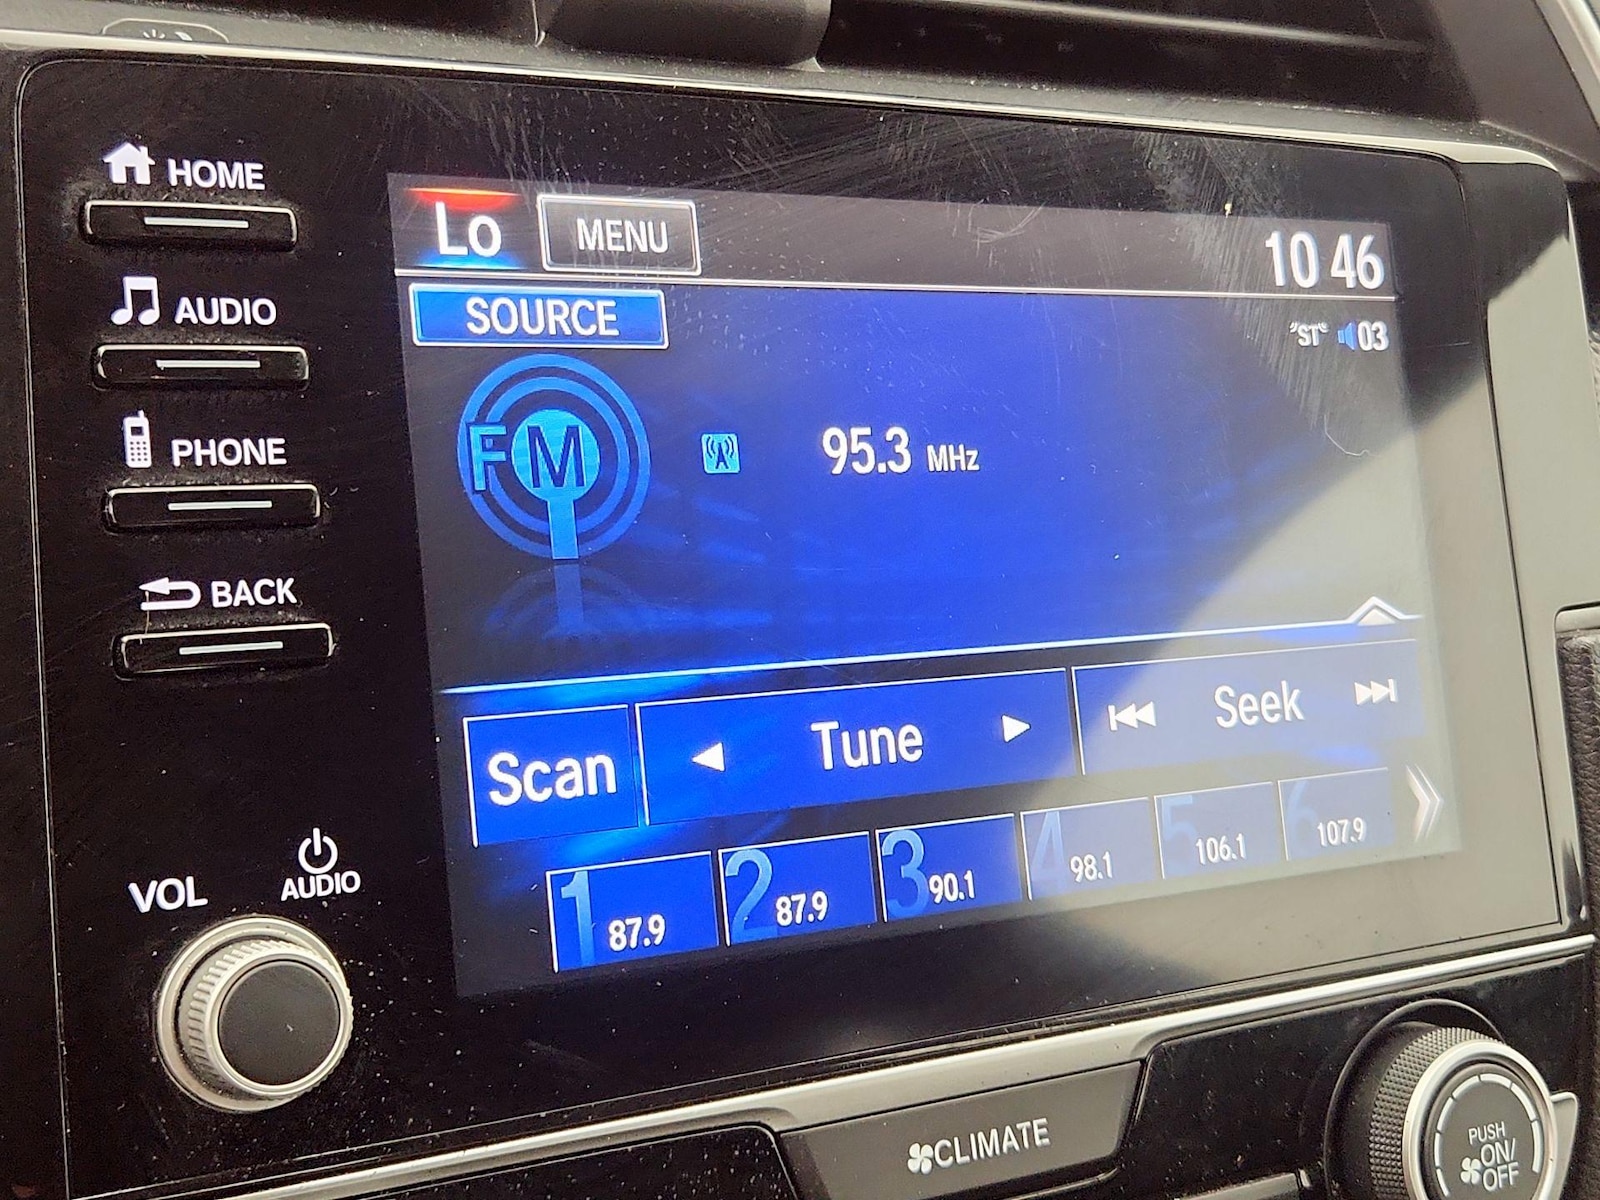 HOME
AUDIO
PHONE
BACK
VOL
AUDIO
Lo
MENU
10 46
SOURCE
ST 03
FM
95.3 MHz
Scan
Tune
Seek
1 87.9
2 87.9
3 90.1
4 98.1
5 106.1
6 107.9
CLIMATE
PUSH
ON/
OFF